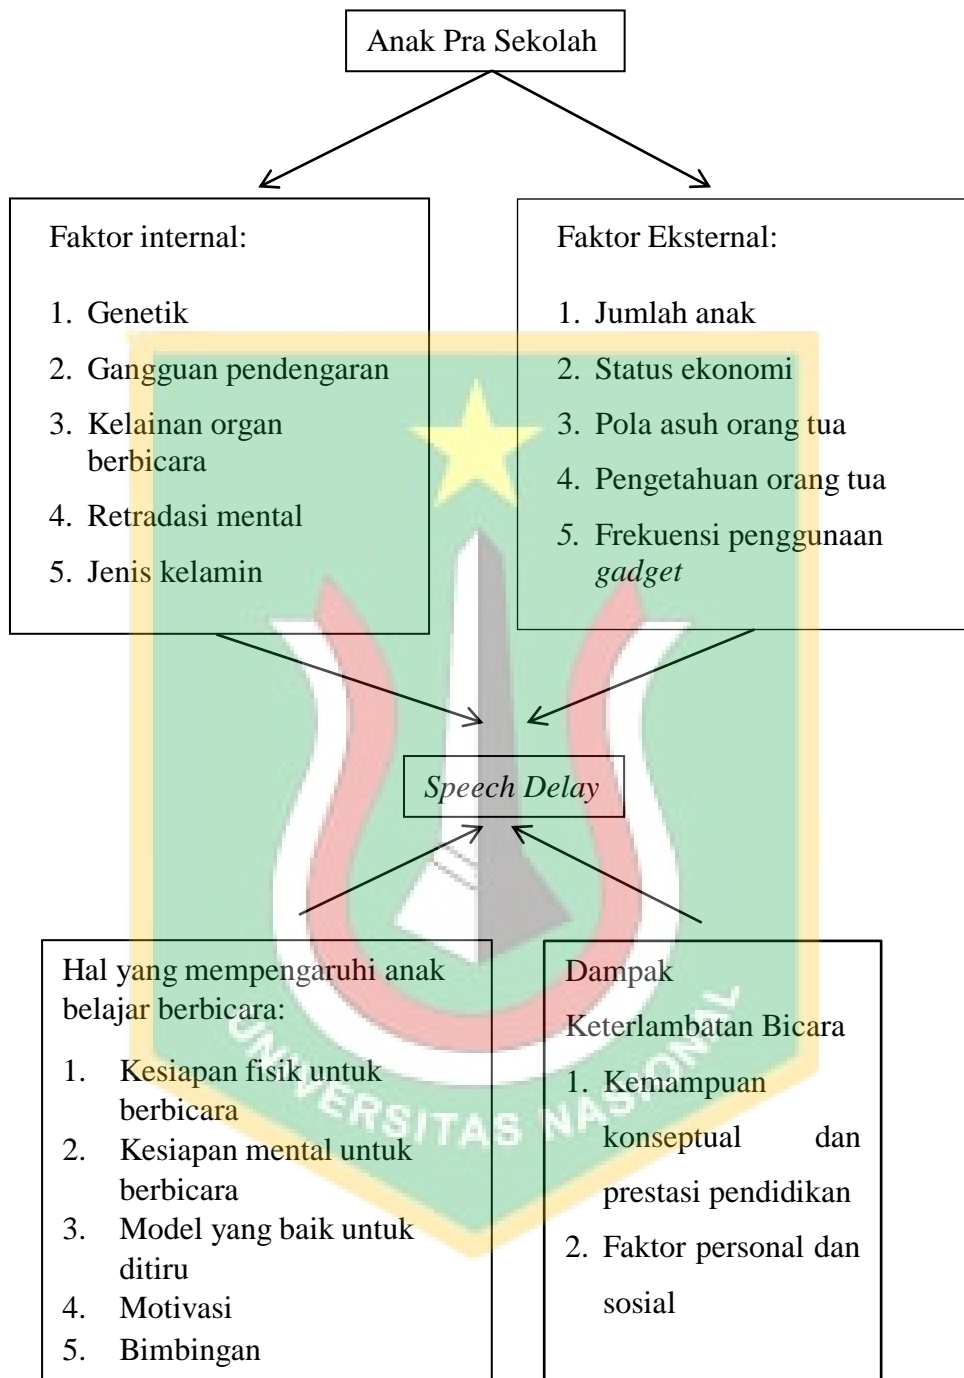 Anak Pra Sekolah
Faktor internal:
1. Genetik
2. Gangguan pendengaran
3. Kelainan organ
berbicara
4. Retradasi mental
5. Jenis kelamin
Faktor Eksternal:
1. Jumlah anak
2. Status ekonomi
3. Pola asuh orang tua
4. Pengetahuan orang tua
5. Frekuensi penggunaan
gadget
Speech Delay
Hal yang mempengaruhi anak
belajar berbicara:
1. Kesiapan fisik untuk
berbicara
2. Kesiapan mental untuk
berbicara
3. Model yang baik untuk
ditiru
4. Motivasi
5. Bimbingan
Dampak
Keterlambatan Bicara
1. Kemampuan
konseptual dan
prestasi pendidikan
2. Faktor personal dan
sosial
UNIVERSITAS NASIONAL